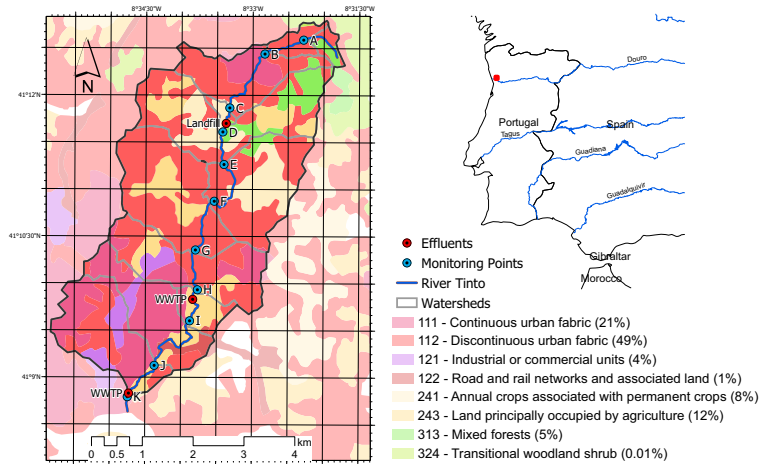 8°34'30"W
8°33'W
8°31'30"W
A
B
N
41°12'N
C
Landfill
D
E
F
41°10'30"N
G
H
WWTP
I
J
41°9'N
WWTP
K
km
0
0.5
1
2
3
4
Douro
Portugal
Spain
Tagus
Guadiana
Guadalquivir
Gibraltar
Morocco
Effluents
Monitoring Points
River Tinto
Watersheds
111 - Continuous urban fabric (21%)
112 - Discontinuous urban fabric (49%)
121 - Industrial or commercial units (4%)
122 - Road and rail networks and associated land (1%)
241 - Annual crops associated with permanent crops (8%)
243 - Land principally occupied by agriculture (12%)
313 - Mixed forests (5%)
324 - Transitional woodland shrub (0.01%)